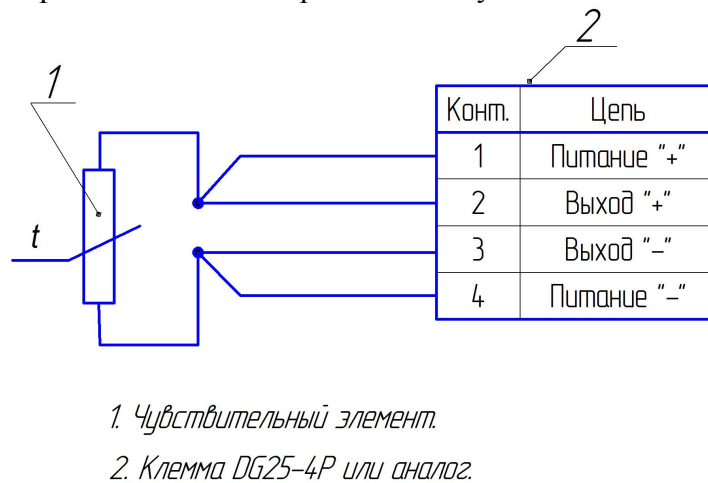 2
1
Конт. Цепь
1 Питание "+"
2 Выход "+"
3 Выход "–"
4 Питание "–"
t
1. Чувствительный элемент.
2. Клемма DG25–4P или аналог.